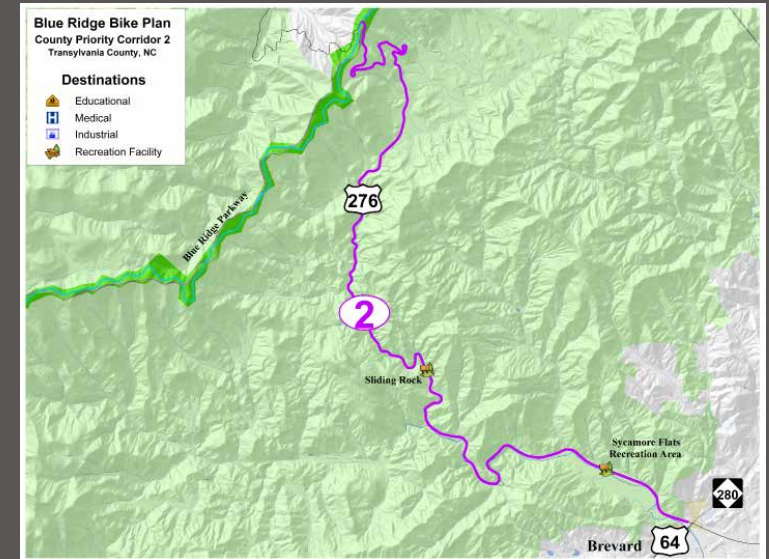 Blue Ridge Bike Plan
County Priority Corridor 2
Transylvania County, NC
Destinations
Educational
H Medical
Industrial
Recreation Facility
Blue Ridge Parkway
276
2
Sliding Rock
Sycamore Flats
Recreation Area
280
Brevard
64